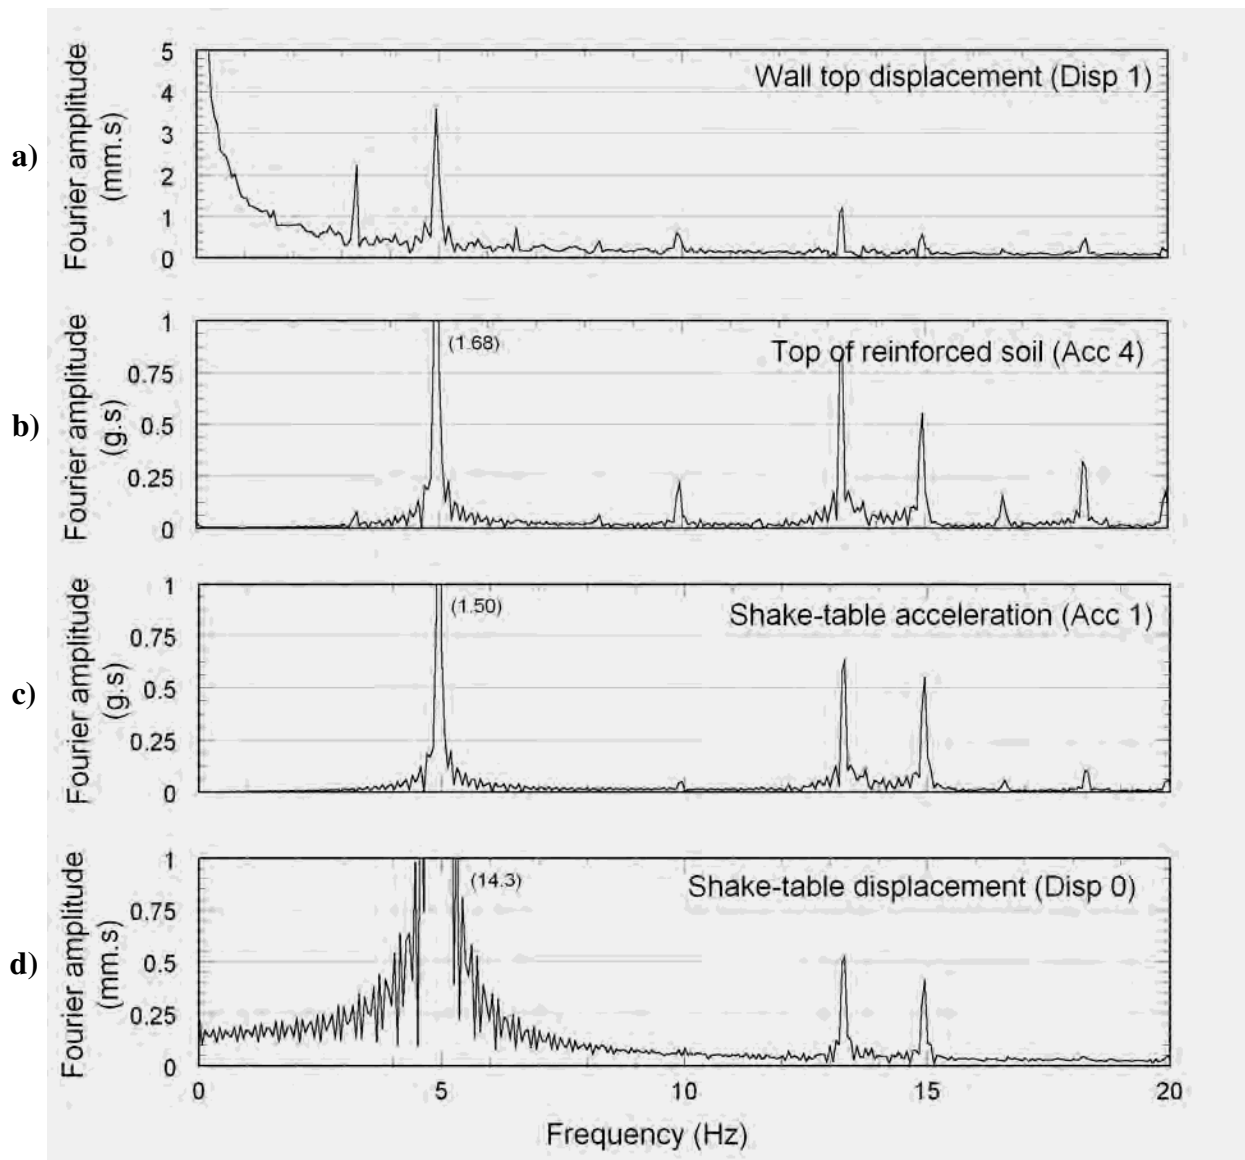 a)
Fourier amplitude
(mm.s)
5
4
3
2
1
0
Wall top displacement (Disp 1)
b)
Fourier amplitude
(g.s)
1
0.75
0.5
0.25
0
(1.68)
Top of reinforced soil (Acc 4)
c)
Fourier amplitude
(g.s)
1
0.75
0.5
0.25
0
(1.50)
Shake-table acceleration (Acc 1)
d)
Fourier amplitude
(mm.s)
1
0.75
0.5
0.25
0
(14.3)
Shake-table displacement (Disp 0)
0 5 10 15 20
Frequency (Hz)